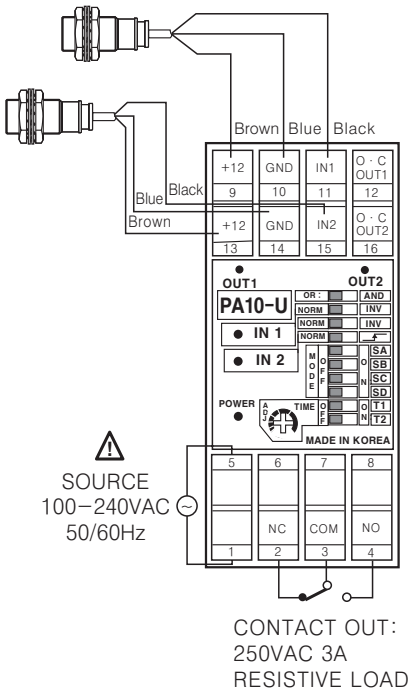 Brown Blue Black
+12 GND IN1 O · C OUT1
9 10 11 12
Black
Blue
Brown
+12 GND IN2 O · C OUT2
13 14 15 16
OUT1 OUT2
PA10-U
OR : AND
NORM INV
NORM INV
NORM
IN 1
IN 2
MODE OFF ON
SA
SB
SC
SD
POWER
ADJ TIME OFF ON
T1
T2
MADE IN KOREA
5 6 7 8
SOURCE
100-240VAC ~
50/60Hz
NC COM NO
1 2 3 4
CONTACT OUT:
250VAC 3A
RESISTIVE LOAD